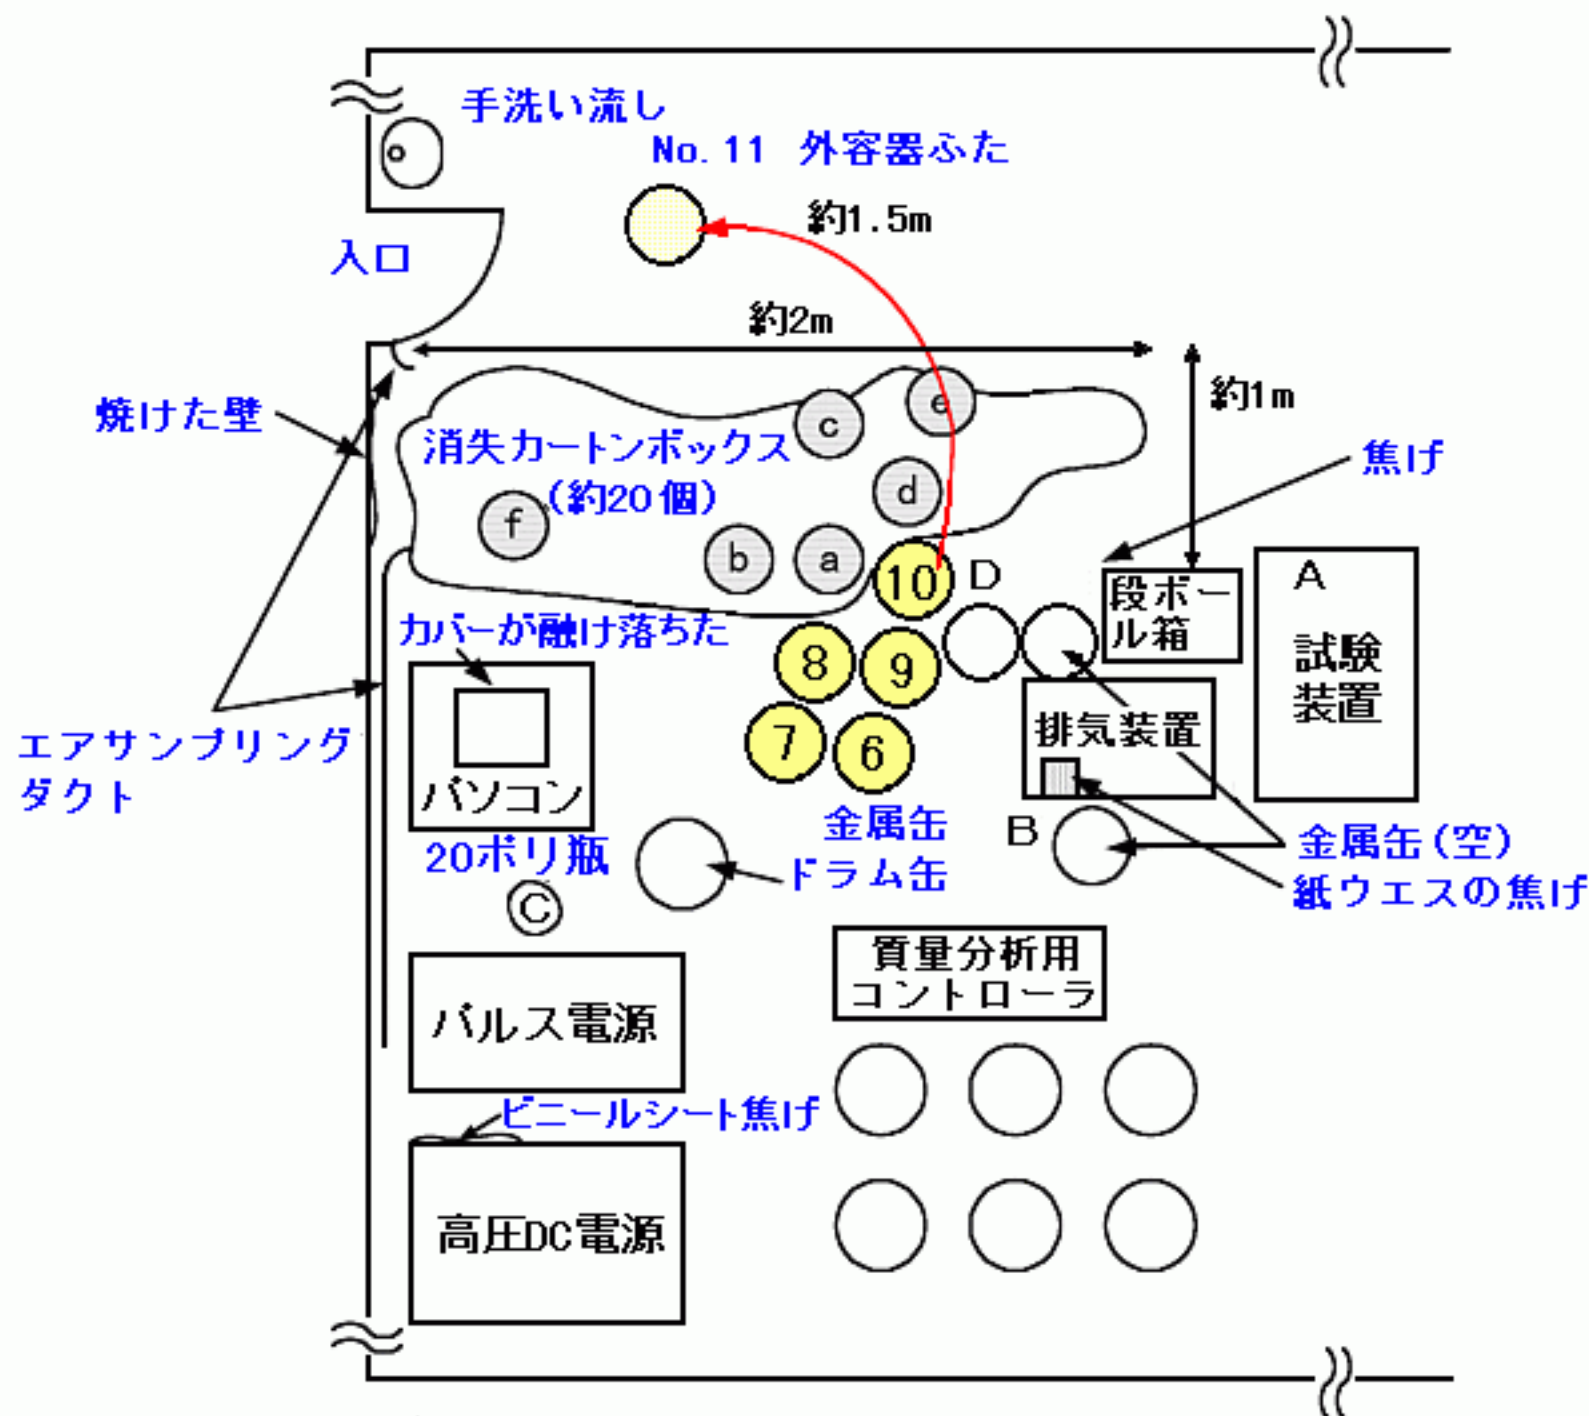 手洗い流し
No.11 外容器ふた
約1.5m
入口
約2m
約1m
焼けた壁
焦げ
消失カートンボックス
(約20個)
c
e
d
f
b
a
10
D
段ボー
ル箱
A
試験
装置
カバーが融け落ちた
8
9
7
6
排気装置
エアサンプリング
ダクト
パソコン
金属缶
B
20ポリ瓶
ドラム缶
金属缶(空)
紙ウエスの焦げ
C
質量分析用
コントローラ
パルス電源
ビニールシート焦げ
高圧DC電源